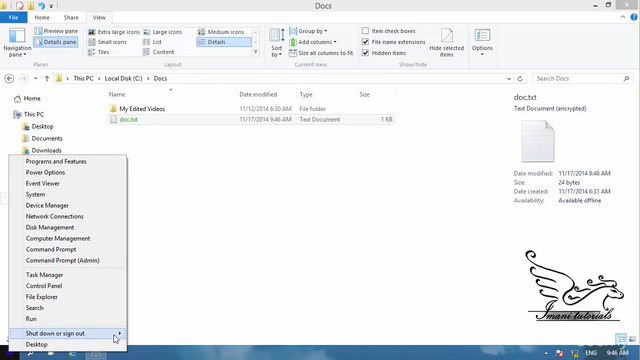 Docs
File Home Share View
Preview pane
Details pane
Navigation pane
Extra large icons Large icons Medium icons
Small icons List Details
Tiles Content
Sort by
Group by
Add columns
Size all columns to fit
Item check boxes
File name extensions
Hidden items
Hide selected items
Options
Panes Layout Current view Show/hide
This PC Local Disk (C:) Docs
Search Docs
Name Date modified Type Size
My Edited Videos 11/12/2014 6:30 AM File folder
doc.txt 11/17/2014 9:46 AM Text Document 1 KB
Home
This PC
Desktop
Documents
Downloads
doc.txt
Text Document (encrypted)
Date modified: 11/17/2014 9:46 AM
Size: 24 bytes
Date created: 11/17/2014 6:31 AM
Availability: Available offline
Programs and Features
Power Options
Event Viewer
System
Device Manager
Network Connections
Disk Management
Computer Management
Command Prompt
Command Prompt (Admin)
Task Manager
Control Panel
File Explorer
Search
Run
Shut down or sign out
Desktop
Imani tutorials
ENG 9:46 AM